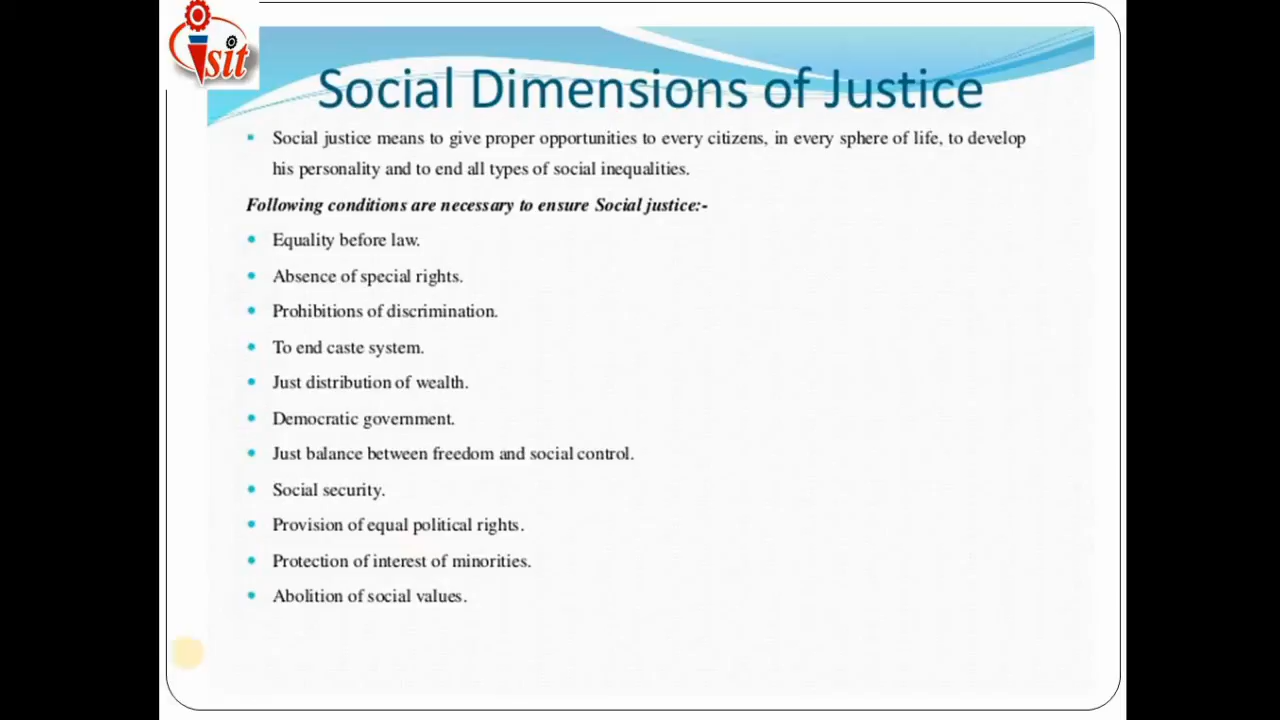 isit
Social Dimensions of Justice
Social justice means to give proper opportunities to every citizens, in every sphere of life, to develop
his personality and to end all types of social inequalities.
Following conditions are necessary to ensure Social justice:-
Equality before law.
Absence of special rights.
Prohibitions of discrimination.
To end caste system.
Just distribution of wealth.
Democratic government.
Just balance between freedom and social control.
Social security.
Provision of equal political rights.
Protection of interest of minorities.
Abolition of social values.